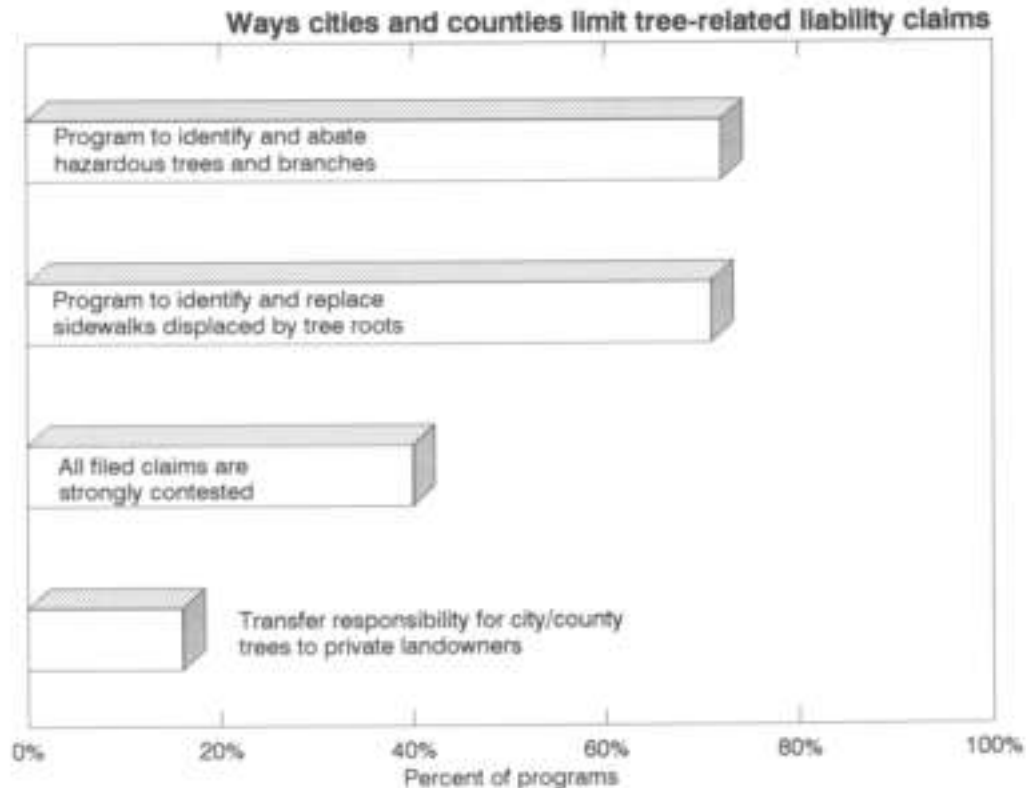 Ways cities and counties limit tree-related liability claims
Program to identify and abate
hazardous trees and branches
Program to identify and replace
sidewalks displaced by tree roots
All filed claims are
strongly contested
Transfer responsibility for city/county
trees to private landowners
0% 20% 40% 60% 80% 100%
Percent of programs